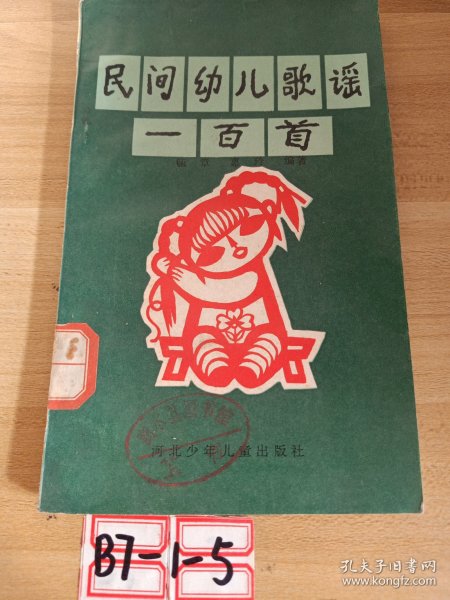 民间幼儿歌谣
一百首
编著
河北少年儿童出版社
B7-1-5
孔夫子旧书网
www.kongfz.com